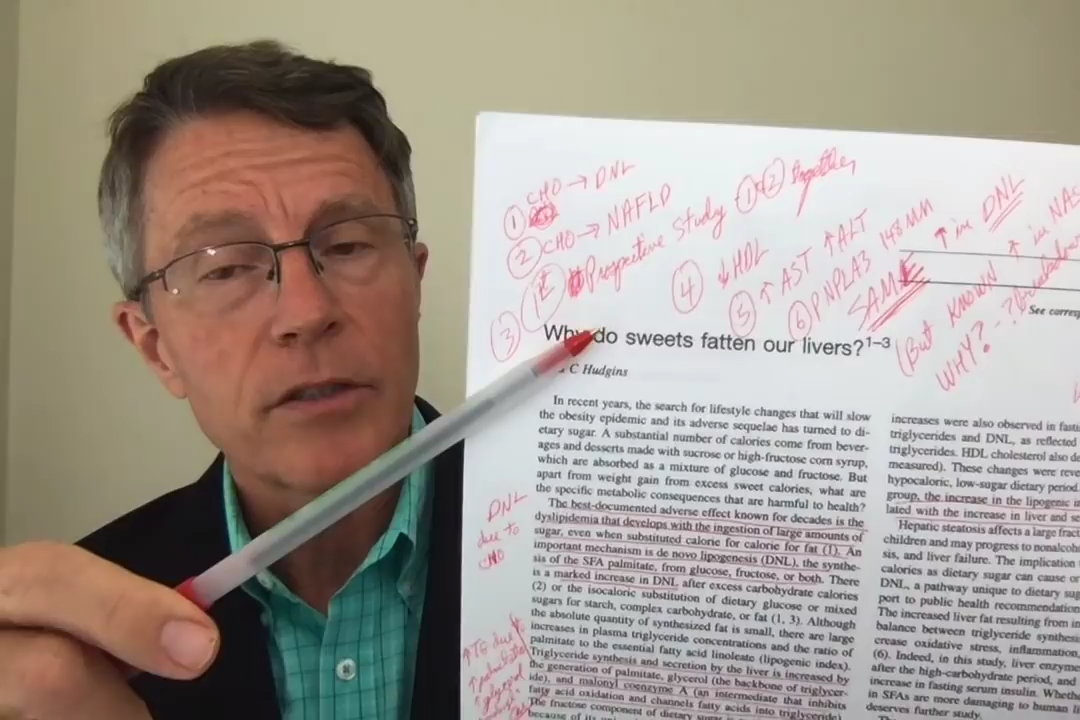 ① CHO → DNL
② CHO → NAFLD
③ Prospective Study ① + ② Together
④ ↓ HDL
⑤ ↑ AST ↑ALT
⑥ PNPLA3 148 MM
SAME
↑ in DNL
(But KNOWN ↑ in NAS
WHY? - ?
See corresp
Why do sweets fatten our livers?1–3
C Hudgins
In recent years, the search for lifestyle changes that will slow
the obesity epidemic and its adverse sequelae has turned to di-
etary sugar. A substantial number of calories come from bever-
ages and desserts made with sucrose or high-fructose corn syrup,
which are absorbed as a mixture of glucose and fructose. But
apart from weight gain from excess sweet calories, what are
the specific metabolic consequences that are harmful to health?
The best-documented adverse effect known for decades is the
dyslipidemia that develops with the ingestion of large amounts of
sugar, even when substituted calorie for calorie for fat (1). An
important mechanism is de novo lipogenesis (DNL), the synthe-
sis of the SFA palmitate, from glucose, fructose, or both. There
is a marked increase in DNL after excess carbohydrate calories
(2) or the isocaloric substitution of dietary glucose or mixed
sugars for starch, complex carbohydrate, or fat (1, 3). Although
the absolute quantity of synthesized fat is small, there are large
increases in plasma triglyceride concentrations and the ratio of
palmitate to the essential fatty acid linoleate (lipogenic index).
Triglyceride synthesis and secretion by the liver is increased by
the generation of palmitate, glycerol (the backbone of triglycer-
ide), and malonyl coenzyme A (an intermediate that inhibits
fatty acid oxidation and channels fatty acids into triglyceride)
The fructose component of dietary sugar
because of its
increases were also observed in fasti
triglycerides and DNL, as reflected
triglycerides. HDL cholesterol also de
measured). These changes were reve
hypocaloric, low-sugar dietary period.
group, the increase in the lipogenic i
lated with the increase in liver and se
Hepatic steatosis affects a large fract
children and may progress to nonalcoho
sis, and liver failure. The implication
calories as dietary sugar can cause or
DNL, a pathway unique to dietary sug
port to public health recommendation
The increased liver fat resulting from in
balance between triglyceride synthesi
crease oxidative stress, inflammation,
(6). Indeed, in this study, liver enzyme
after the high-carbohydrate period, and
increase in fasting serum insulin. Wheth
in SFAs are more damaging to human li
deserves further study.
DNL
due to
CHO
↑ TG due to
↑